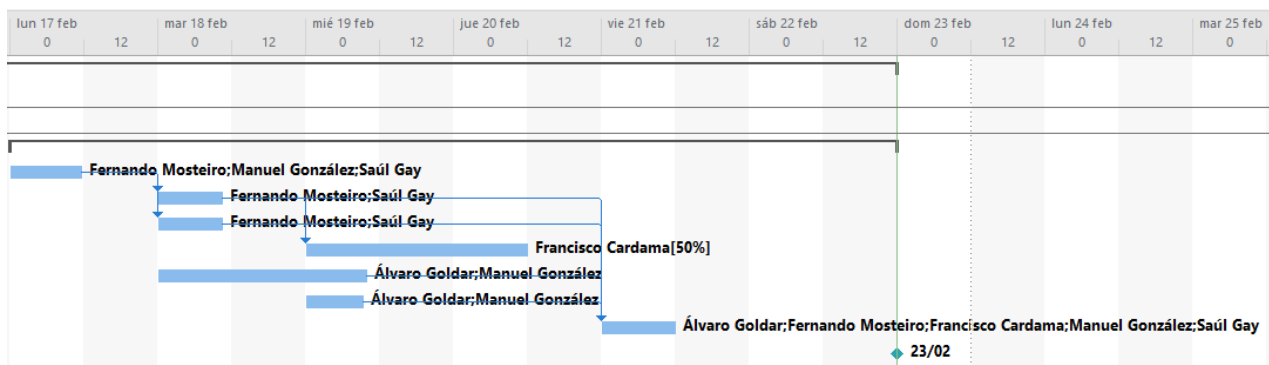 lun 17 feb mar 18 feb mié 19 feb jue 20 feb vie 21 feb sáb 22 feb dom 23 feb lun 24 feb mar 25 feb
0 12 0 12 0 12 0 12 0 12 0 12 0 12 0 12 0
Fernando Mosteiro;Manuel González;Saúl Gay
Fernando Mosteiro;Saúl Gay
Fernando Mosteiro;Saúl Gay
Francisco Cardama[50%]
Álvaro Goldar;Manuel González
Álvaro Goldar;Manuel González
Álvaro Goldar;Fernando Mosteiro;Francisco Cardama;Manuel González;Saúl Gay
23/02